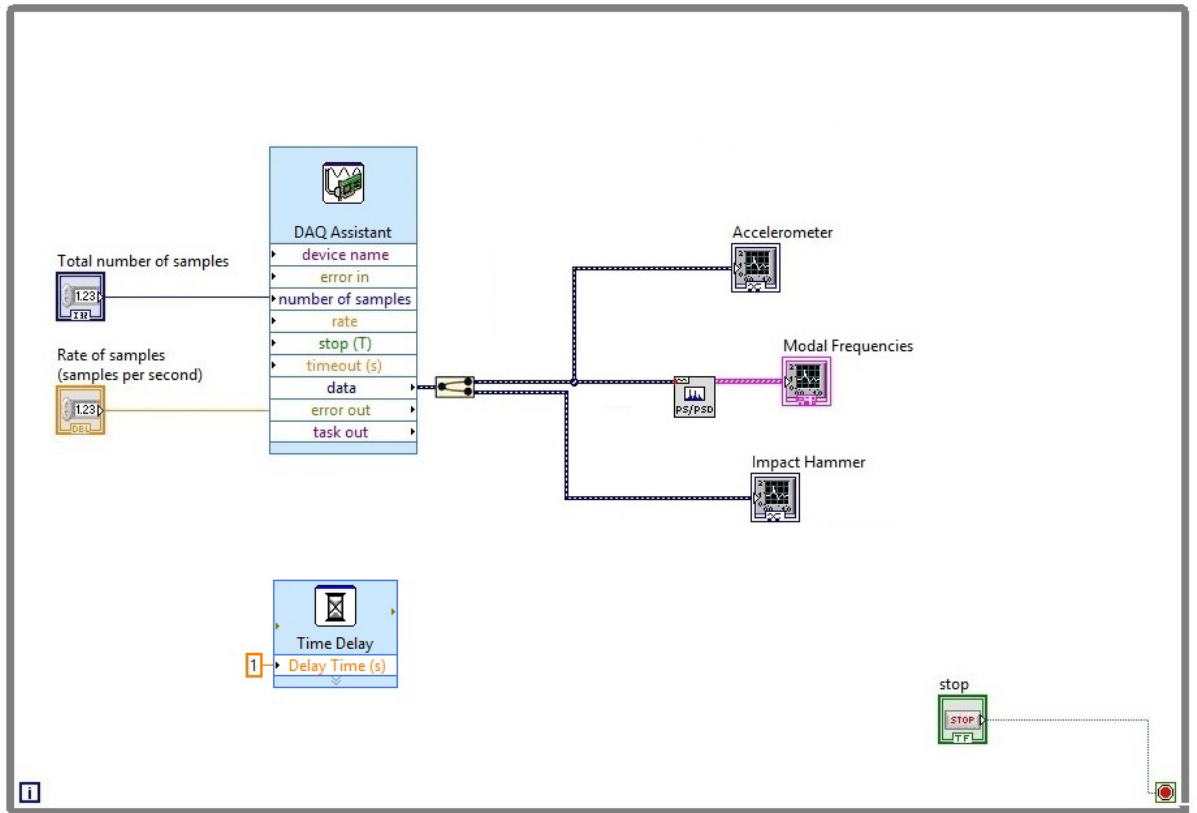 DAQ Assistant
device name
error in
number of samples
rate
stop (T)
timeout (s)
data
error out
task out
Total number of samples
1.23
I32
Rate of samples
(samples per second)
1.23
DBL
Accelerometer
Modal Frequencies
PS/PSD
Impact Hammer
Time Delay
1
Delay Time (s)
stop
STOP
TF
i